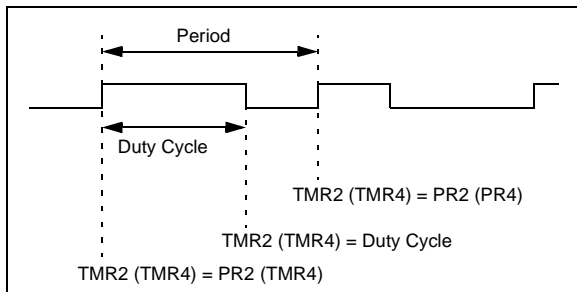 Period
Duty Cycle
TMR2 (TMR4) = PR2 (PR4)
TMR2 (TMR4) = Duty Cycle
TMR2 (TMR4) = PR2 (TMR4)